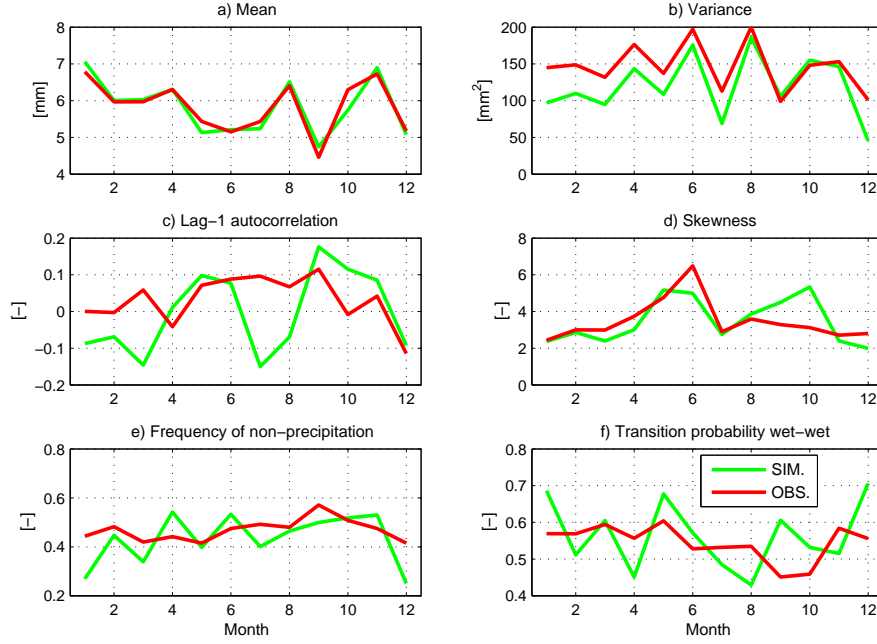 a) Mean
b) Variance
8
7
6
5
4
[mm]
2 4 6 8 10 12
200
150
100
50
0
[mm²]
2 4 6 8 10 12
c) Lag−1 autocorrelation
d) Skewness
0.2
0.1
0
−0.1
−0.2
[−]
2 4 6 8 10 12
8
6
4
2
0
[−]
2 4 6 8 10 12
e) Frequency of non−precipitation
f) Transition probability wet−wet
0.8
0.6
0.4
0.2
[−]
2 4 6 8 10 12
Month
0.8
0.7
0.6
0.5
0.4
[−]
SIM.
OBS.
2 4 6 8 10 12
Month